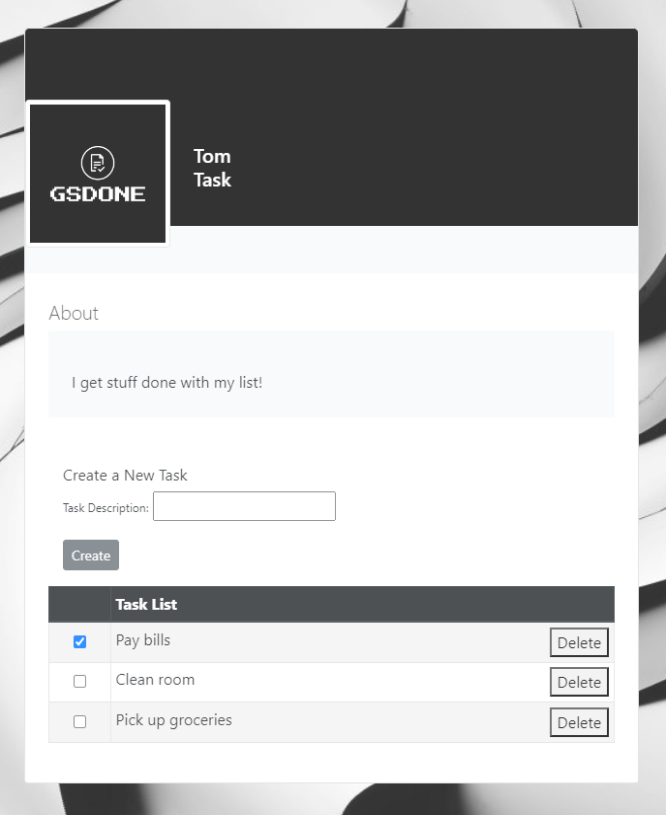 GSDONE
Tom
Task
About
I get stuff done with my list!
Create a New Task
Task Description:
Create
Task List
Pay bills
Delete
Clean room
Delete
Pick up groceries
Delete